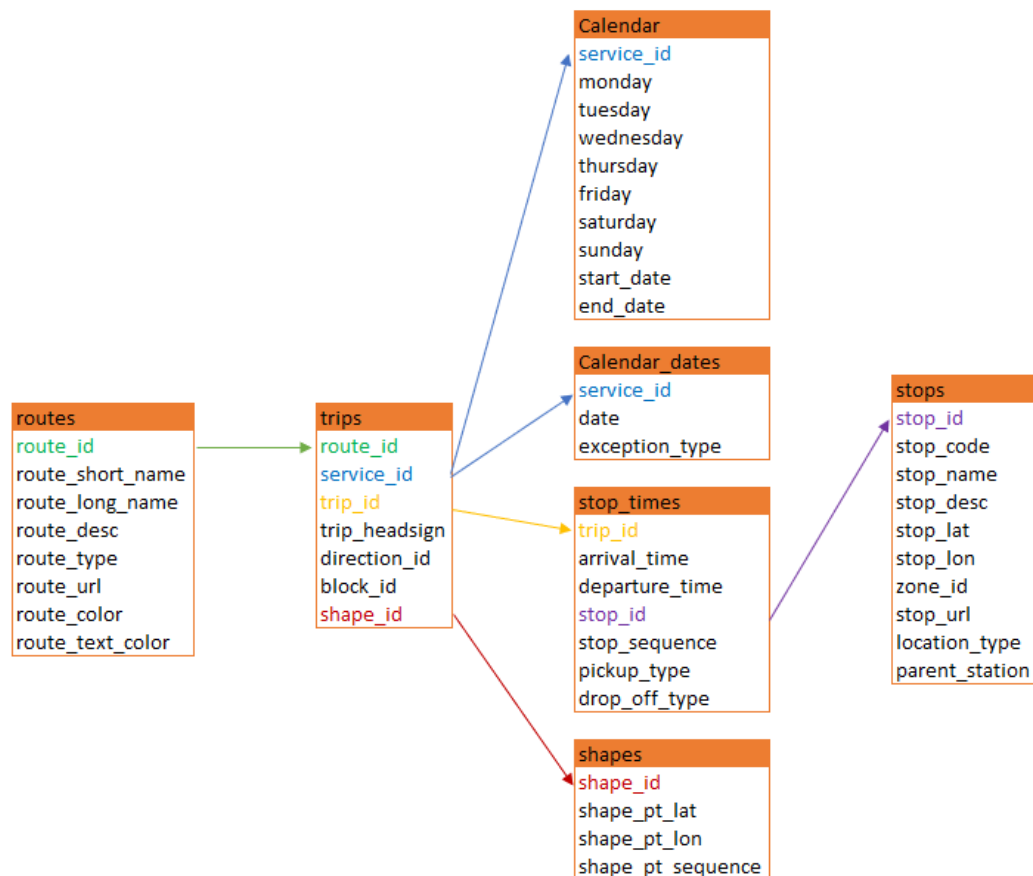 Calendar
service_id
monday
tuesday
wednesday
thursday
friday
saturday
sunday
start_date
end_date
Calendar_dates
service_id
date
exception_type
routes
route_id
route_short_name
route_long_name
route_desc
route_type
route_url
route_color
route_text_color
trips
route_id
service_id
trip_id
trip_headsign
direction_id
block_id
shape_id
stop_times
trip_id
arrival_time
departure_time
stop_id
stop_sequence
pickup_type
drop_off_type
stops
stop_id
stop_code
stop_name
stop_desc
stop_lat
stop_lon
zone_id
stop_url
location_type
parent_station
shapes
shape_id
shape_pt_lat
shape_pt_lon
shape_pt_sequence